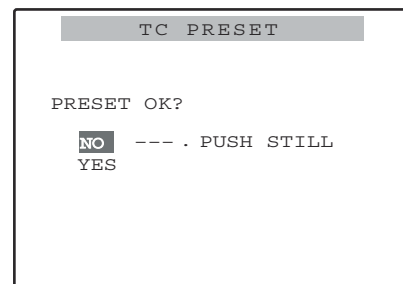 TC PRESET
PRESET OK?
NO ---. PUSH STILL
YES